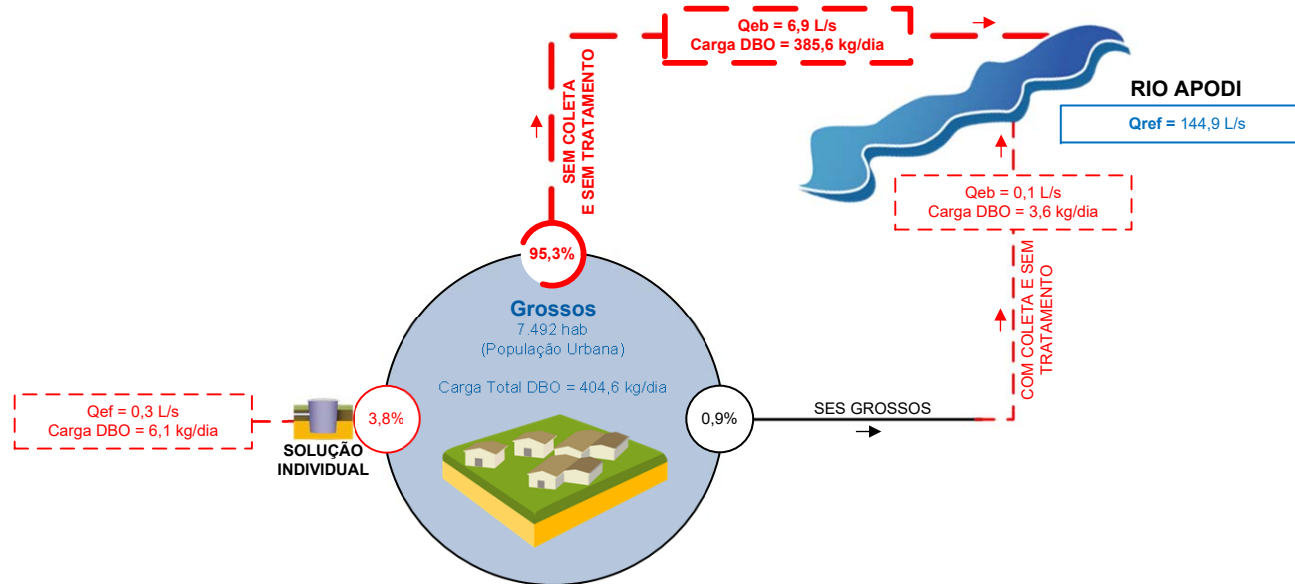 Qeb = 6,9 L/s
Carga DBO = 385,6 kg/dia
SEM COLETA
E SEM TRATAMENTO
RIO APODI
Qref = 144,9 L/s
Qeb = 0,1 L/s
Carga DBO = 3,6 kg/dia
95,3%
Grossos
7.492 hab
(População Urbana)
Carga Total DBO = 404,6 kg/dia
COM COLETA E SEM
TRATAMENTO
Qef = 0,3 L/s
Carga DBO = 6,1 kg/dia
3,8%
SOLUÇÃO
INDIVIDUAL
0,9%
SES GROSSOS